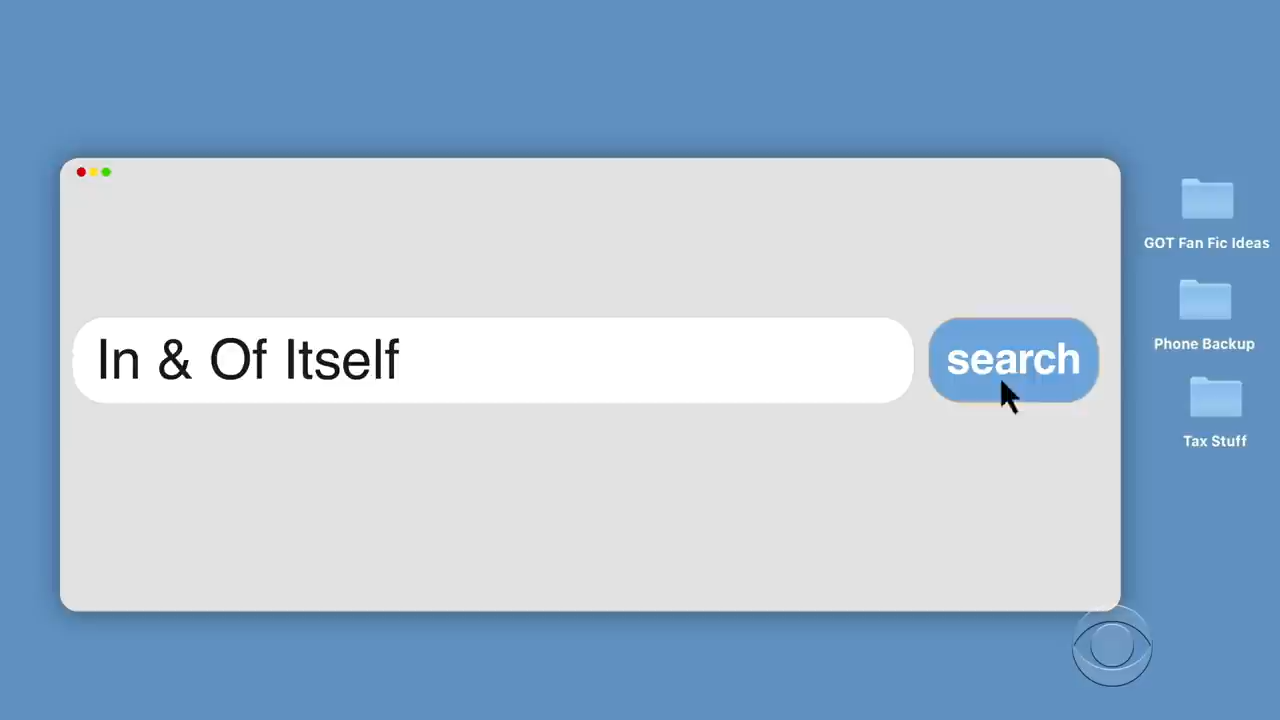 In & Of Itself
search
GOT Fan Fic Ideas
Phone Backup
Tax Stuff